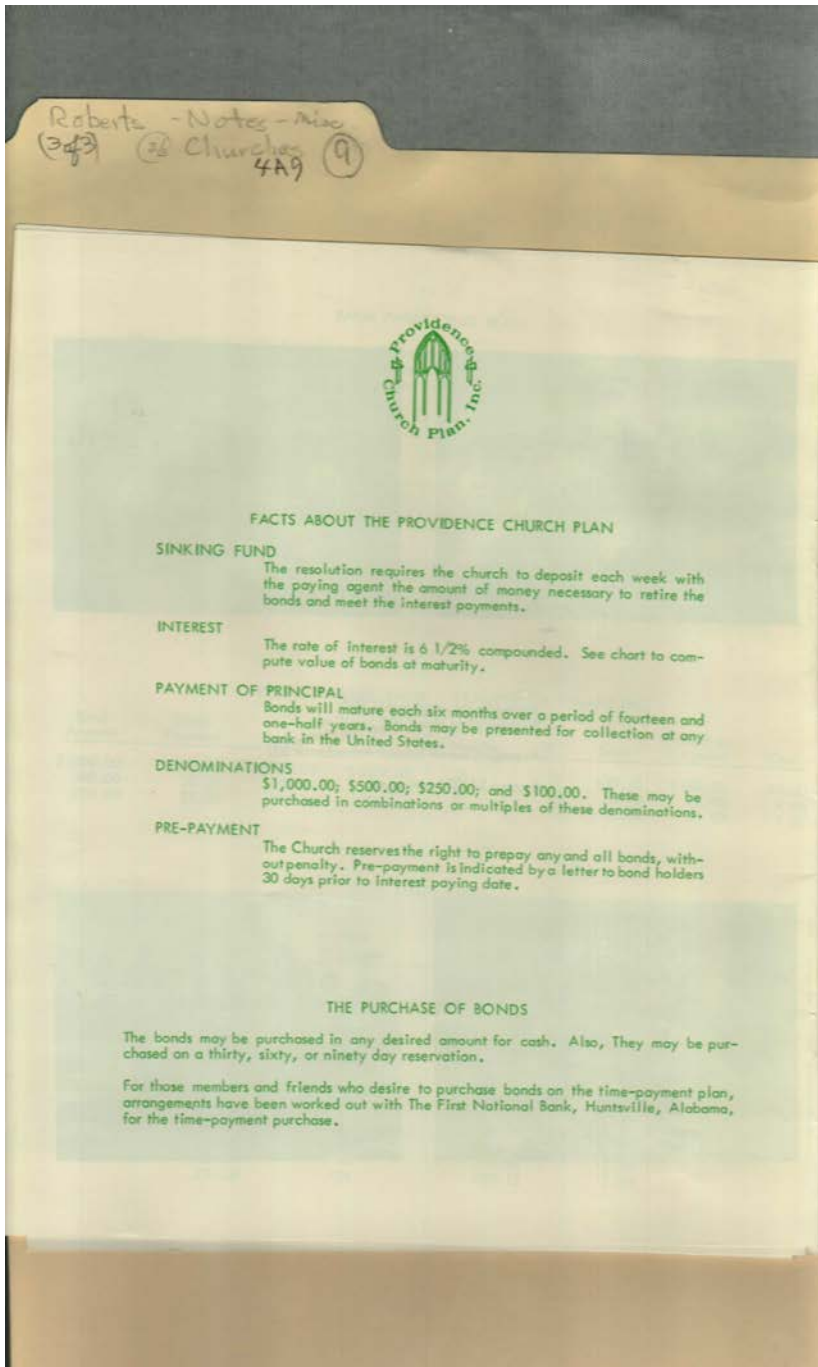 Roberts - Notes - Misc
(3 of 3) Churches 9
4A9
Providence
Church Plan, Inc.
FACTS ABOUT THE PROVIDENCE CHURCH PLAN
SINKING FUND
The resolution requires the church to deposit each week with
the paying agent the amount of money necessary to retire the
bonds and meet the interest payments.
INTEREST
The rate of interest is 6 1/2% compounded. See chart to com-
pute value of bonds at maturity.
PAYMENT OF PRINCIPAL
Bonds will mature each six months over a period of fourteen and
one-half years. Bonds may be presented for collection at any
bank in the United States.
DENOMINATIONS
$1,000.00; $500.00; $250.00; and $100.00. These may be
purchased in combinations or multiples of these denominations.
PRE-PAYMENT
The Church reserves the right to prepay any and all bonds, with-
out penalty. Pre-payment is indicated by a letter to bond holders
30 days prior to interest paying date.
THE PURCHASE OF BONDS
The bonds may be purchased in any desired amount for cash. Also, They may be pur-
chased on a thirty, sixty, or ninety day reservation.
For those members and friends who desire to purchase bonds on the time-payment plan,
arrangements have been worked out with The First National Bank, Huntsville, Alabama,
for the time-payment purchase.